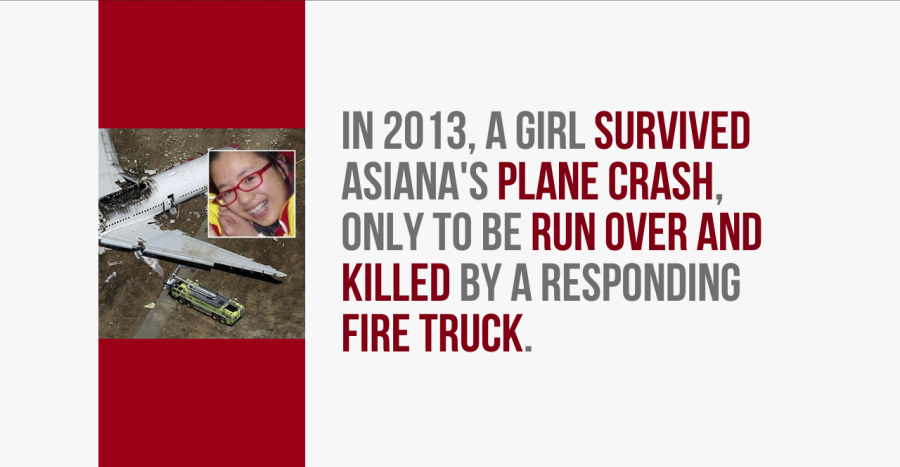 IN 2013, A GIRL SURVIVED
ASIANA'S PLANE CRASH,
ONLY TO BE RUN OVER AND
KILLED BY A RESPONDING
FIRE TRUCK.